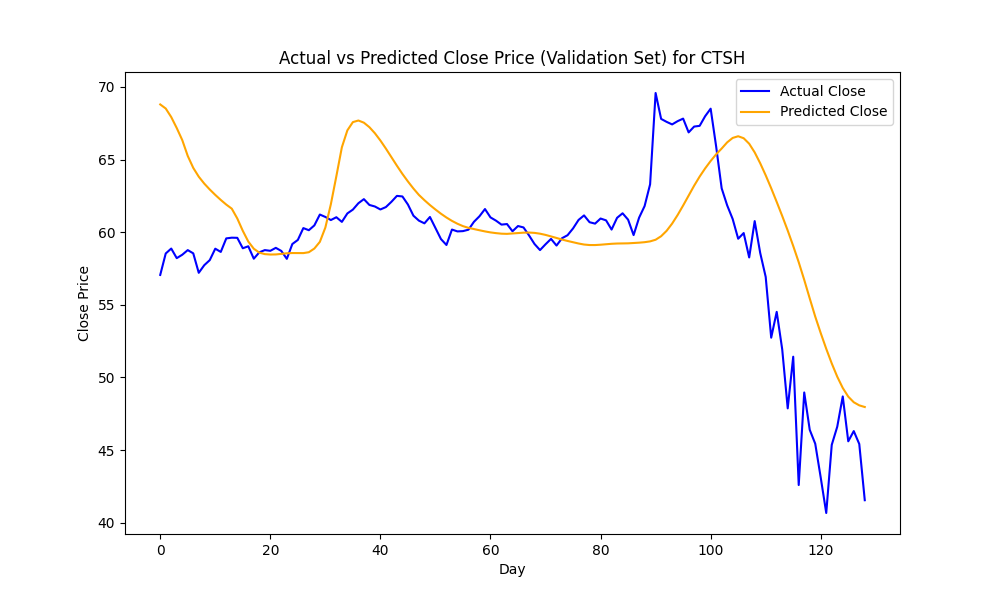 Actual vs Predicted Close Price (Validation Set) for CTSH
Actual Close
Predicted Close
Close Price
70
65
60
55
50
45
40
0 20 40 60 80 100 120
Day